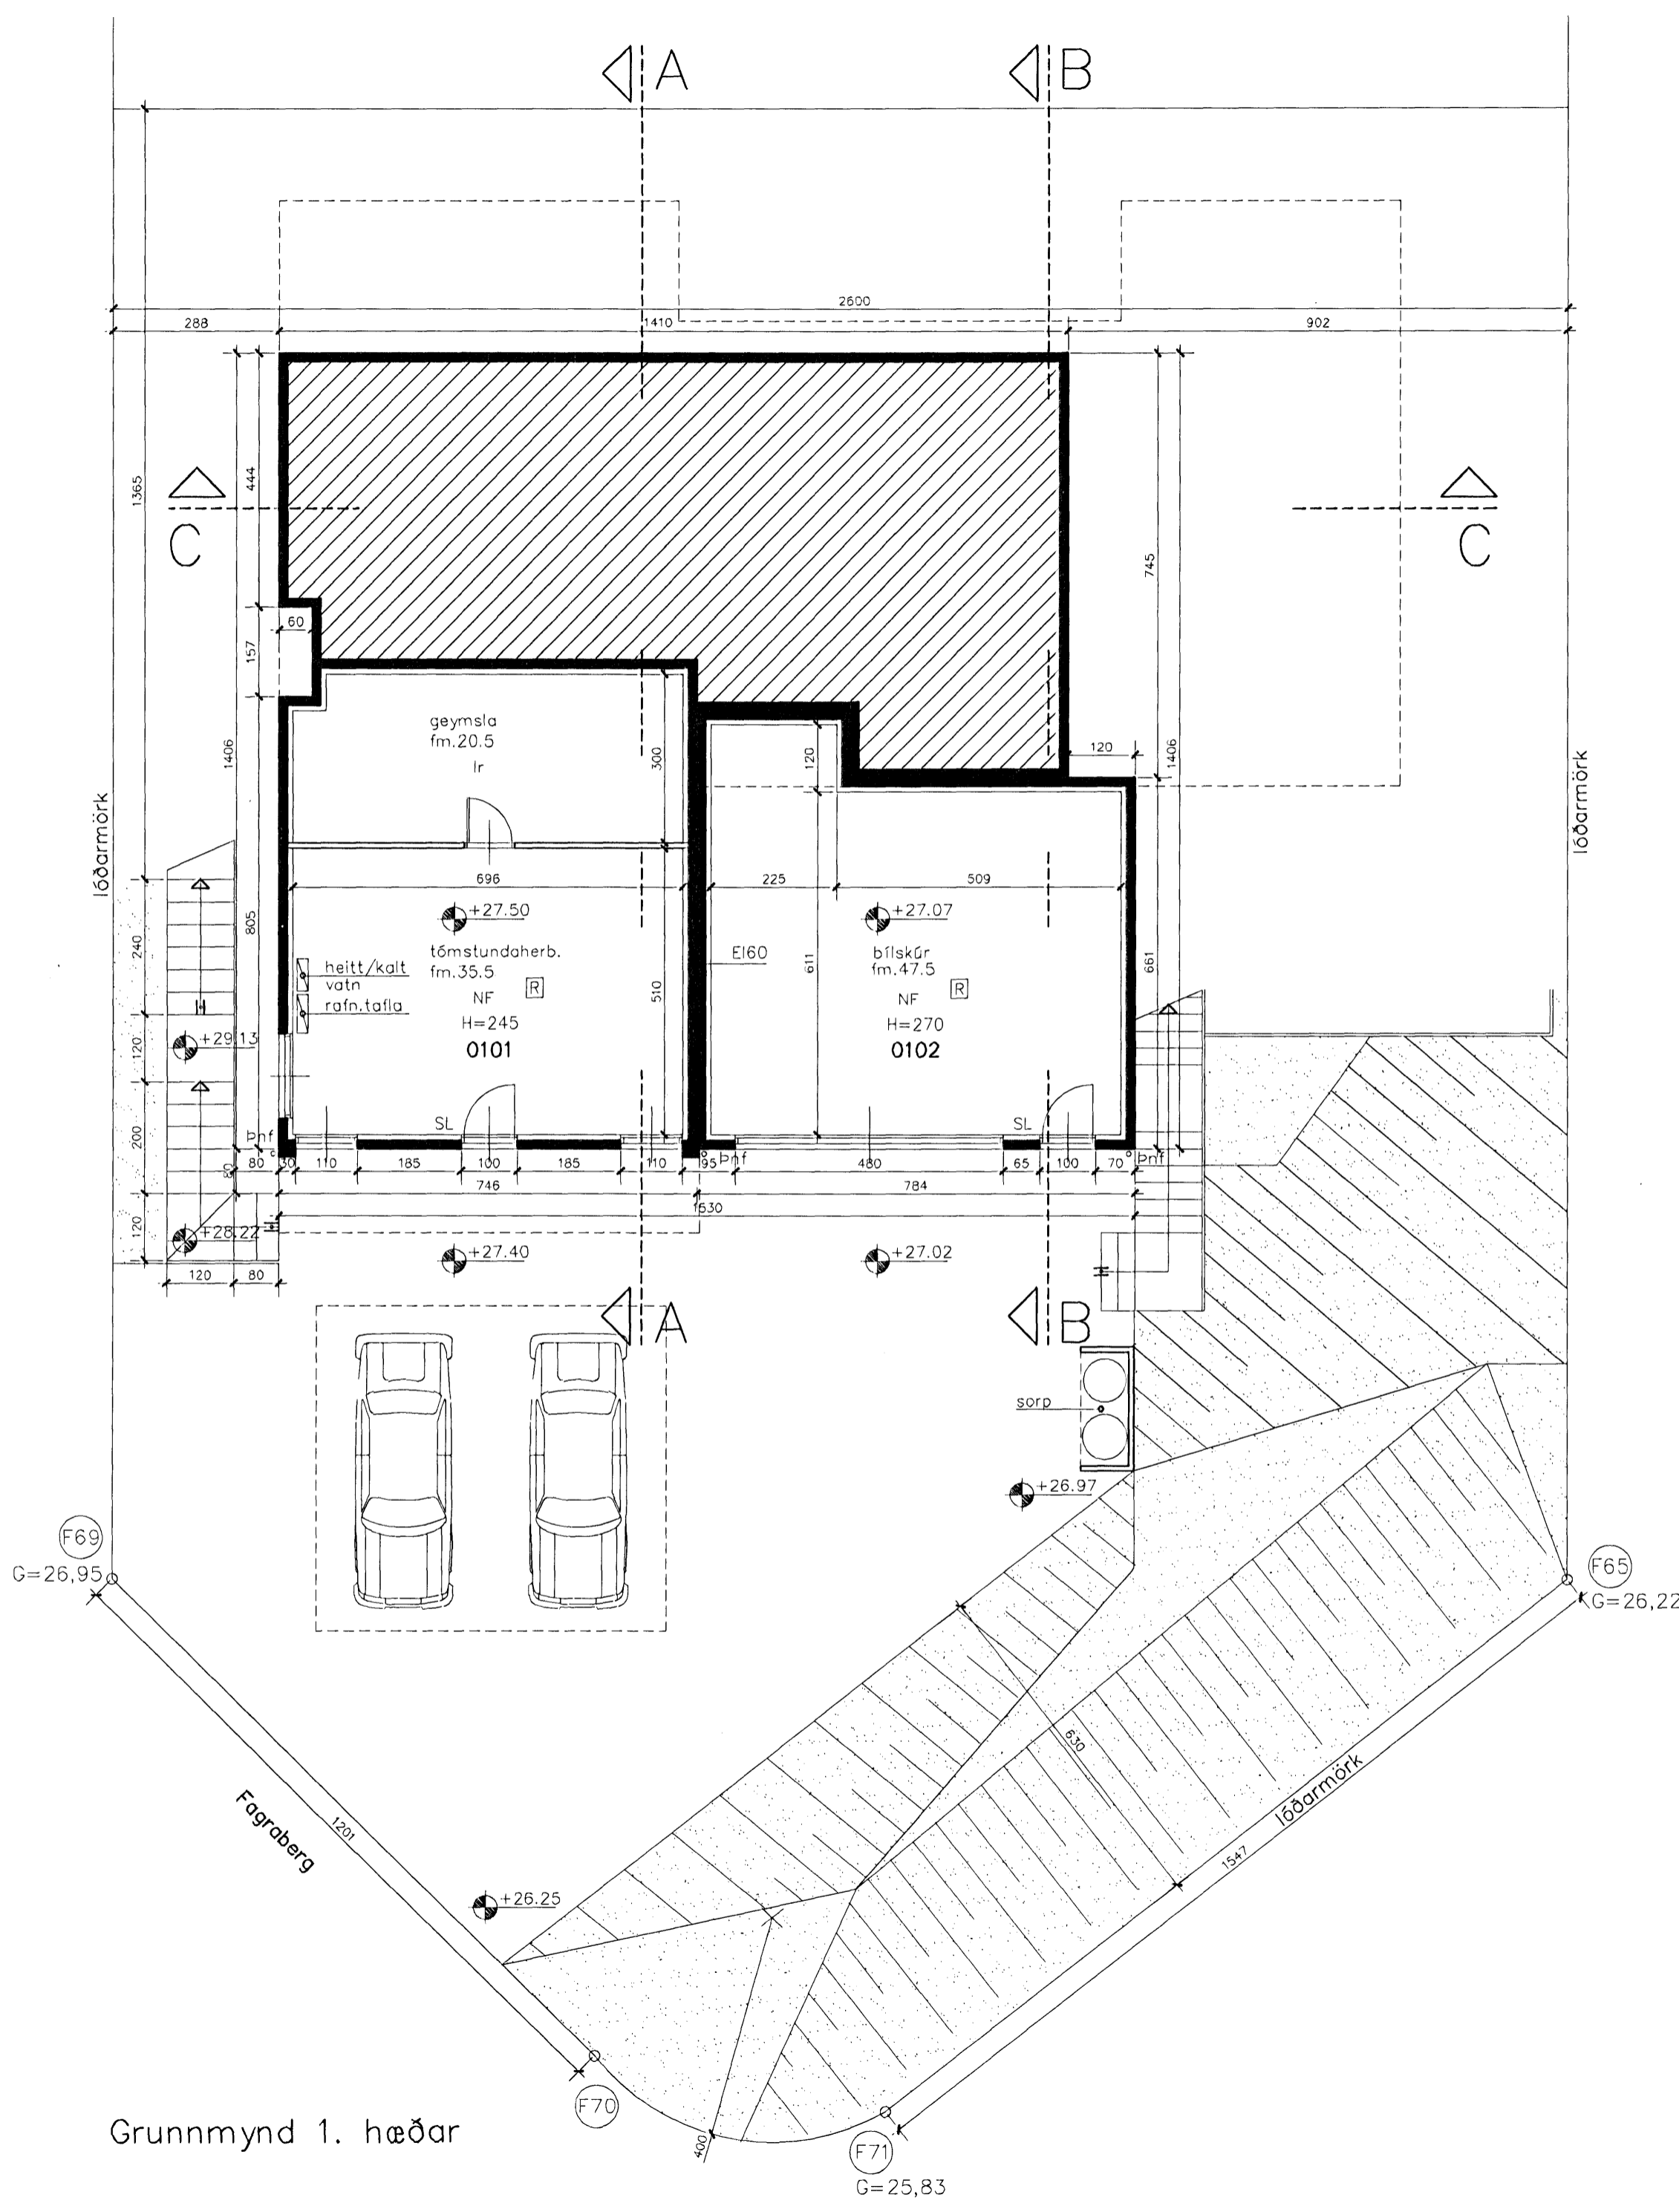 A
B
2600
288
1410
902
1365
444
C
C
745
60
157
1406
geymsla
fm.20.5
Ir
300
120
120
1406
lóðarmörk
lóðarmörk
696
225
509
805
+27.50
+27.07
240
tómstundaherb.
fm.35.5
EI60
bílskúr
fm.47.5
611
661
heitt/kalt
vatn
rafn.tafla
NF
R
510
NF
R
H=245
H=270
0101
0102
+29.13
120
200
SL
SL
Þnf
Þnf
Þnf
80
30
110
185
100
185
110
95
480
65
100
70
80
746
784
1530
120
+28.22
+27.40
+27.02
120
80
A
B
sorp
+26.97
F69
G=26,95
F65
G=26,22
630
lóðarmörk
1547
Fagraberg
1201
+26.25
F70
400
F71
G=25,83
Grunnmynd 1. hæðar